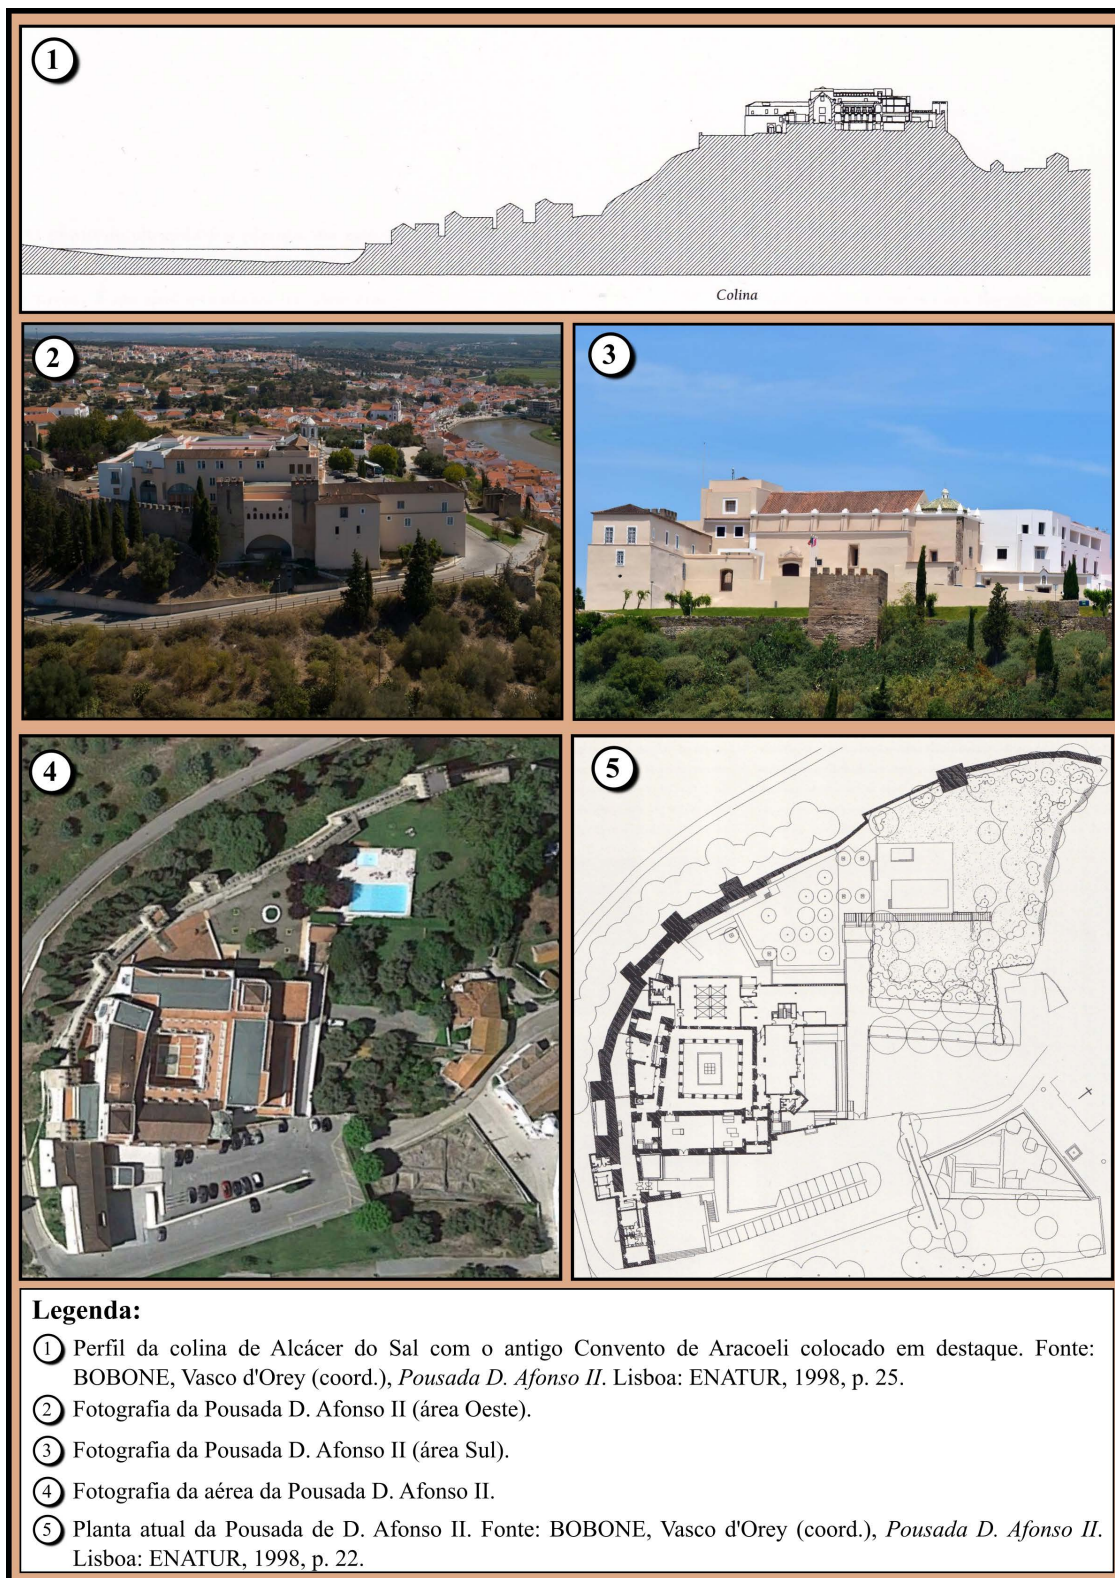 1
Colina
2
3
4
5
Legenda:
1 Perfil da colina de Alcácer do Sal com o antigo Convento de Aracoeli colocado em destaque. Fonte:
BOBONE, Vasco d'Orey (coord.), Pousada D. Afonso II. Lisboa: ENATUR, 1998, p. 25.
2 Fotografia da Pousada D. Afonso II (área Oeste).
3 Fotografia da Pousada D. Afonso II (área Sul).
4 Fotografia da aérea da Pousada D. Afonso II.
5 Planta atual da Pousada de D. Afonso II. Fonte: BOBONE, Vasco d'Orey (coord.), Pousada D. Afonso II.
Lisboa: ENATUR, 1998, p. 22.